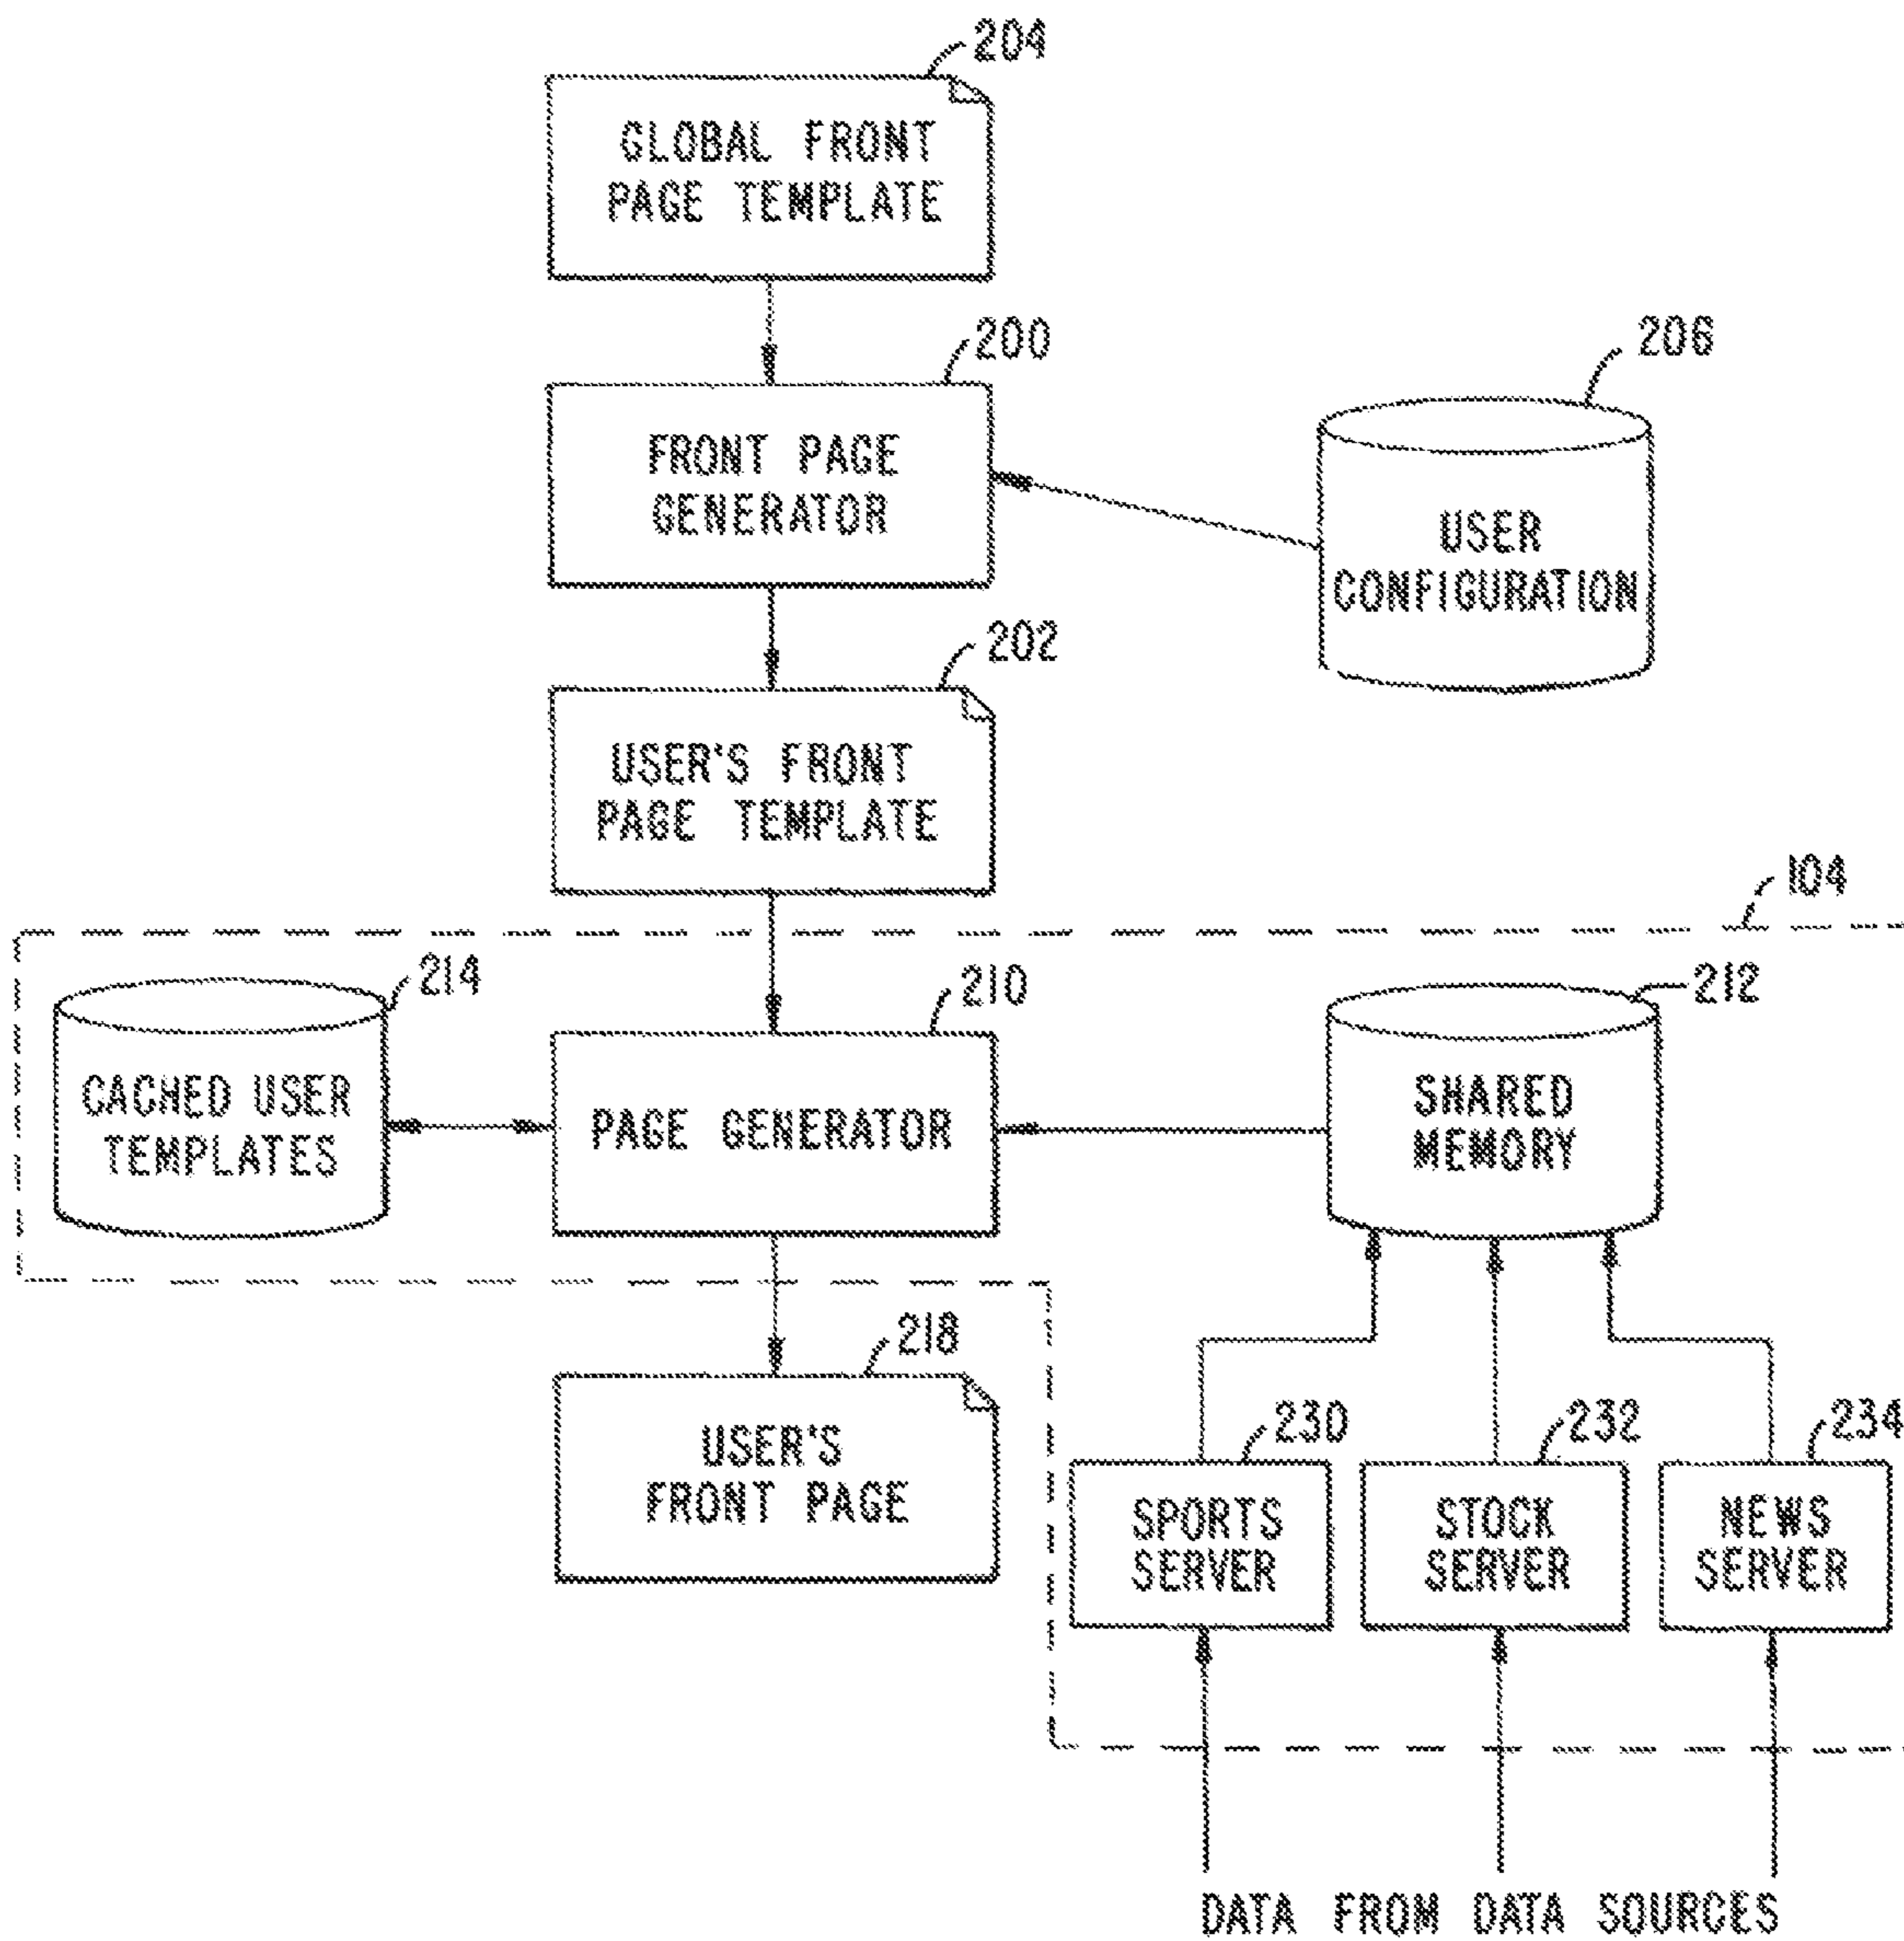 204
GLOBAL FRONT
PAGE TEMPLATE
200
FRONT PAGE
GENERATOR
206
USER
CONFIGURATION
202
USER'S FRONT
PAGE TEMPLATE
104
214
CACHED USER
TEMPLATES
210
PAGE GENERATOR
212
SHARED
MEMORY
218
USER'S
FRONT PAGE
230
SPORTS
SERVER
232
STOCK
SERVER
234
NEWS
SERVER
DATA FROM DATA SOURCES